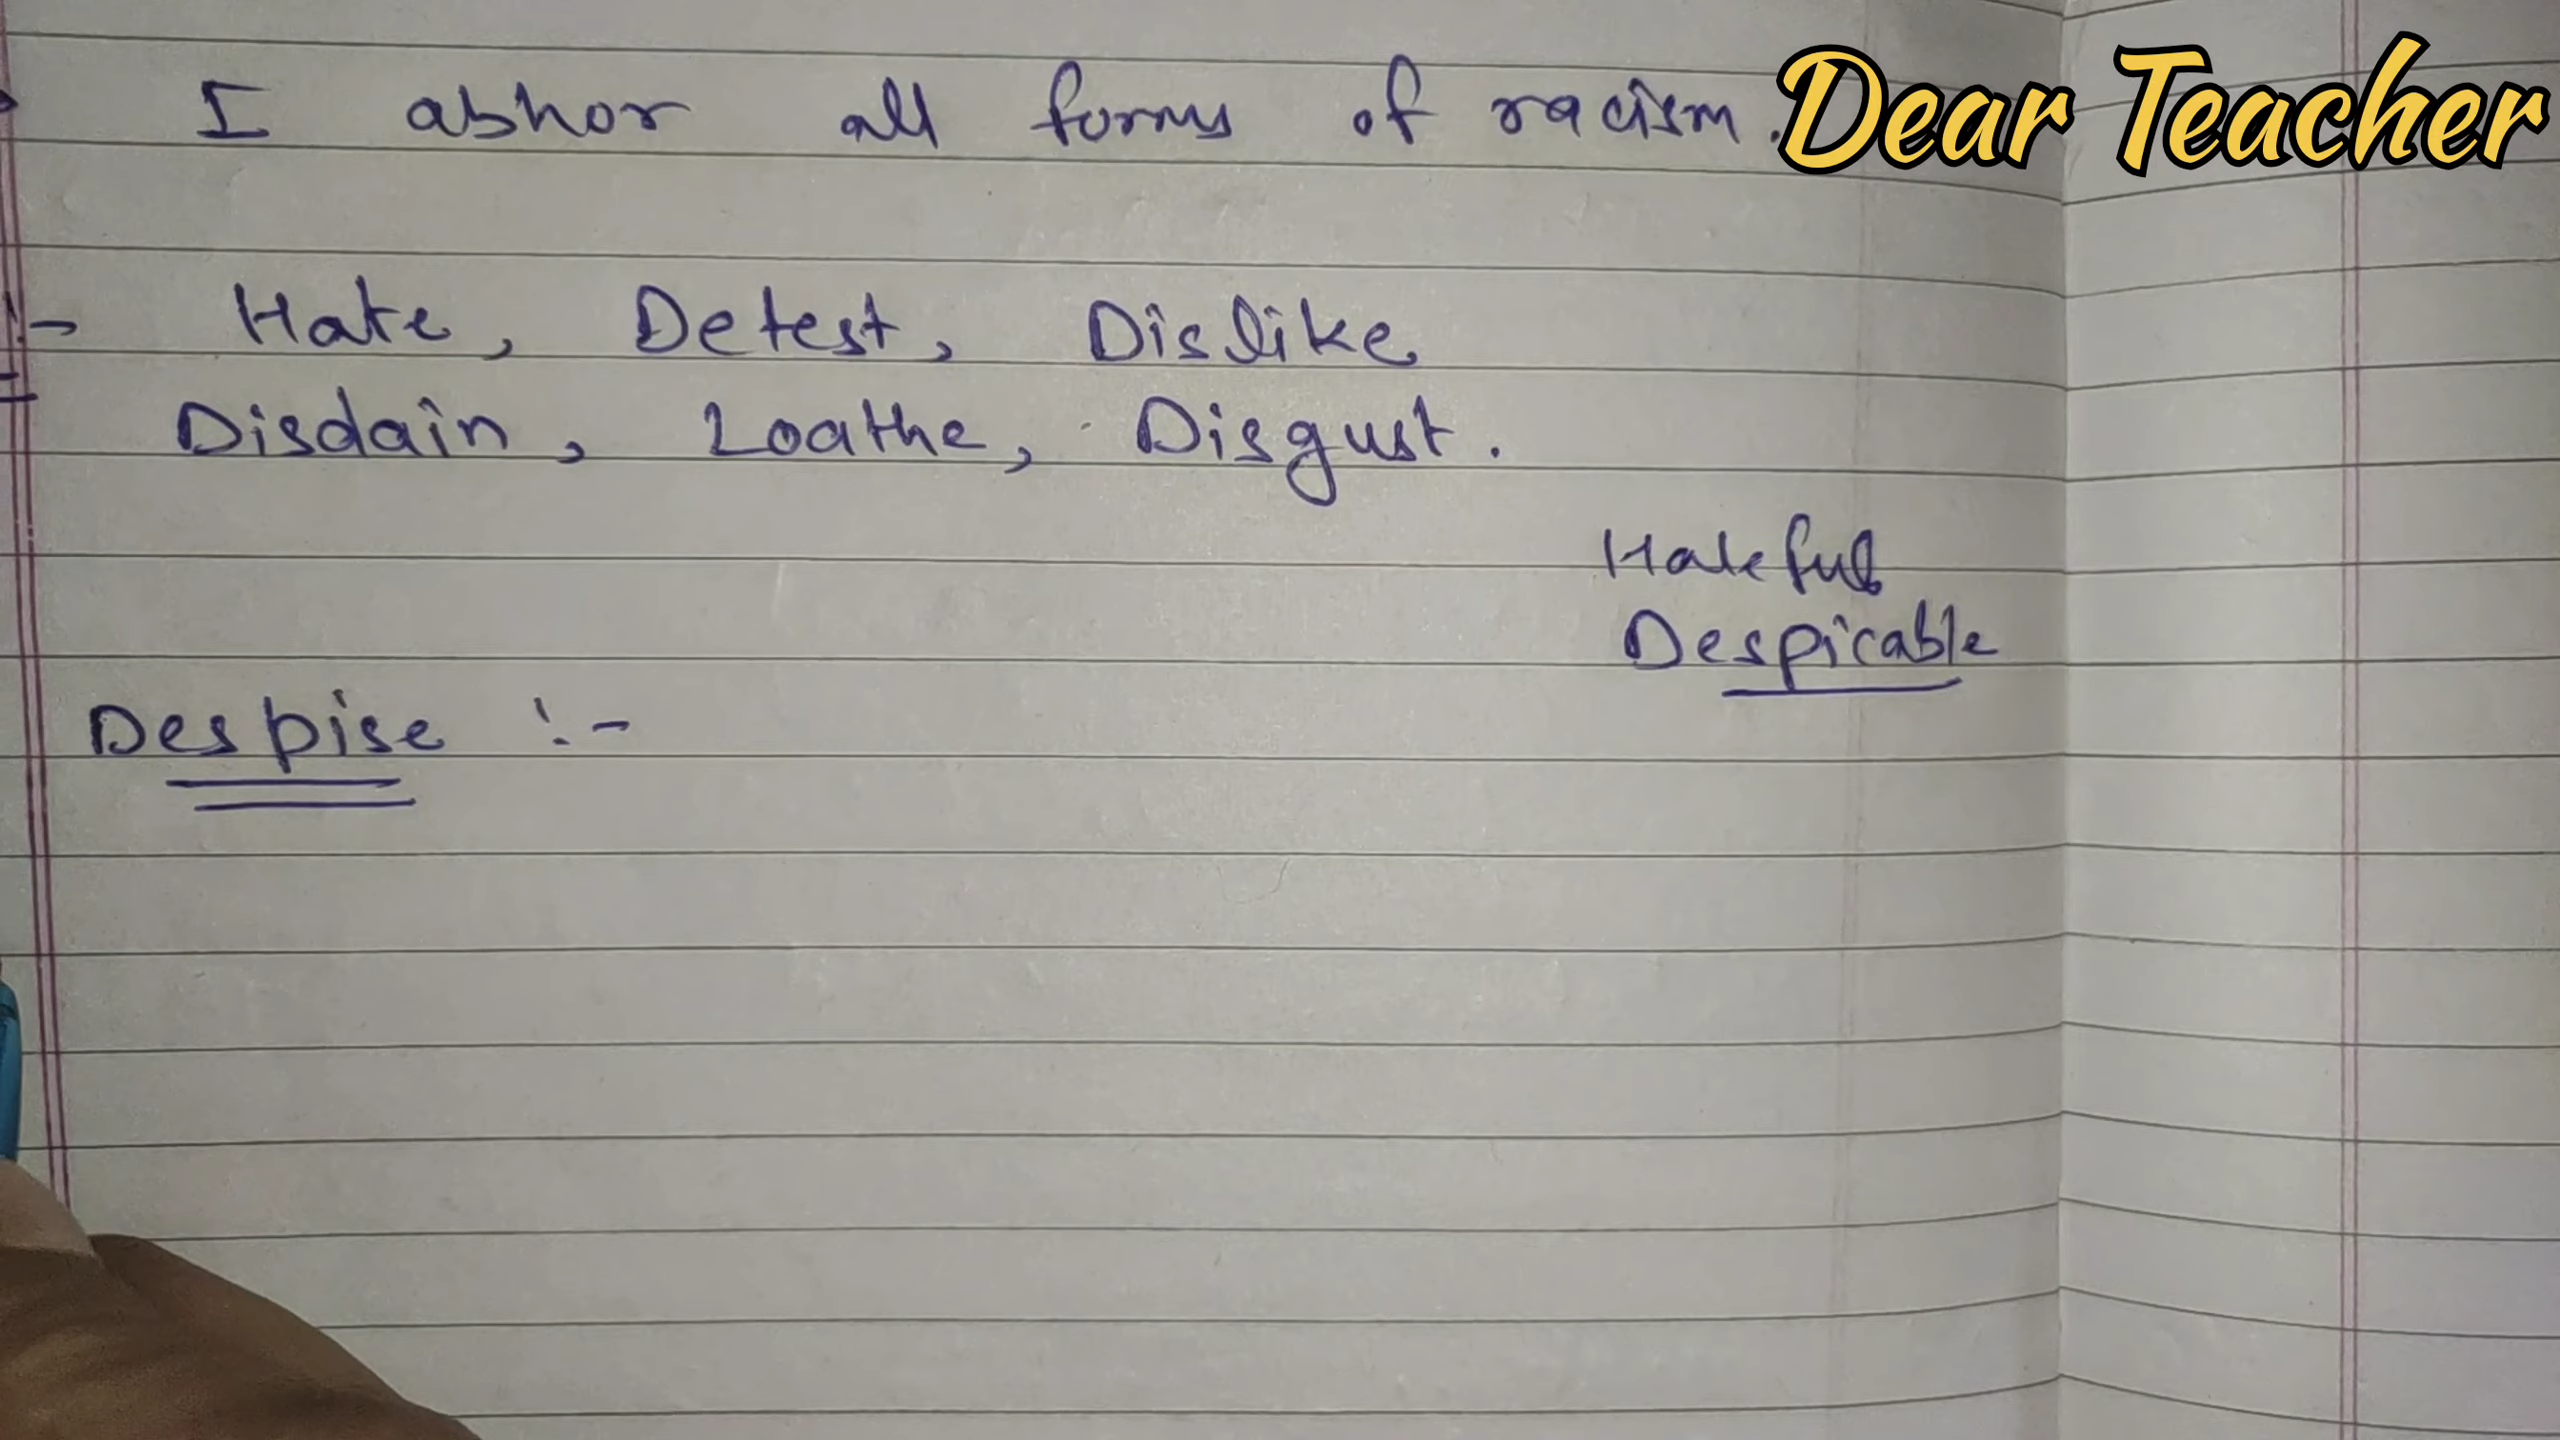 I abhor all forms of racism.
Dear Teacher
:- Hate, Detest, Dislike
Disdain, Loathe, Disgust.
Hateful
Despicable
Despise :-